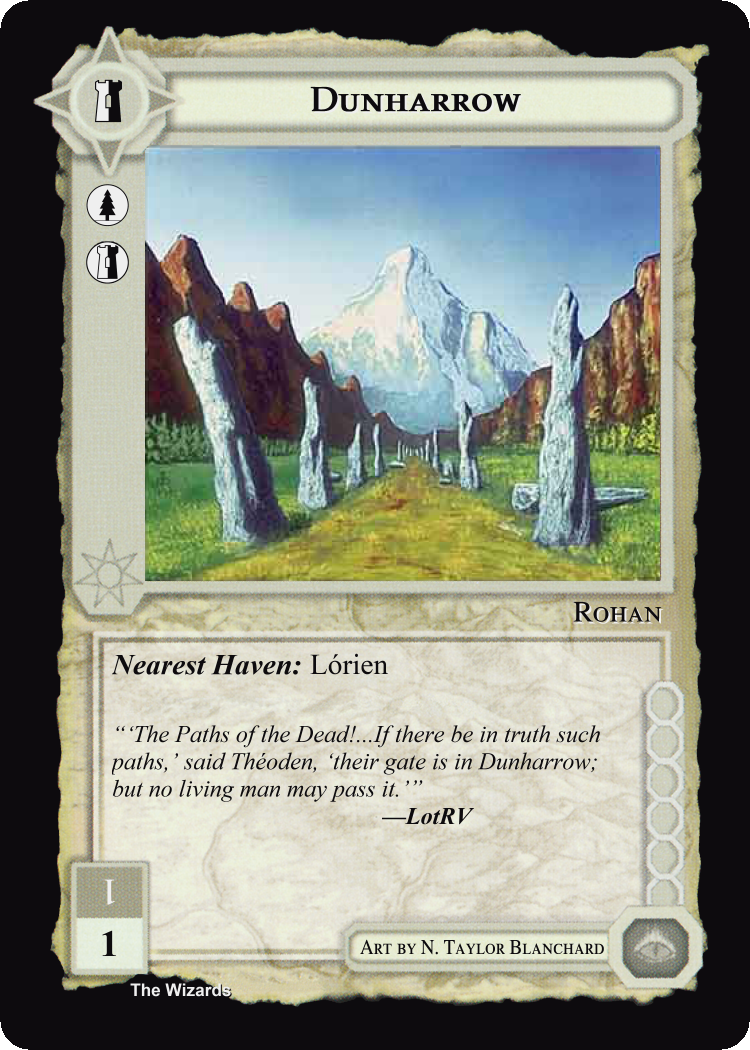 Dunharrow
Rohan
Nearest Haven: Lórien
“‘The Paths of the Dead!...If there be in truth such
paths,’ said Théoden, ‘their gate is in Dunharrow;
but no living man may pass it.’”
—LotRV
1
1
Art by N. Taylor Blanchard
The Wizards